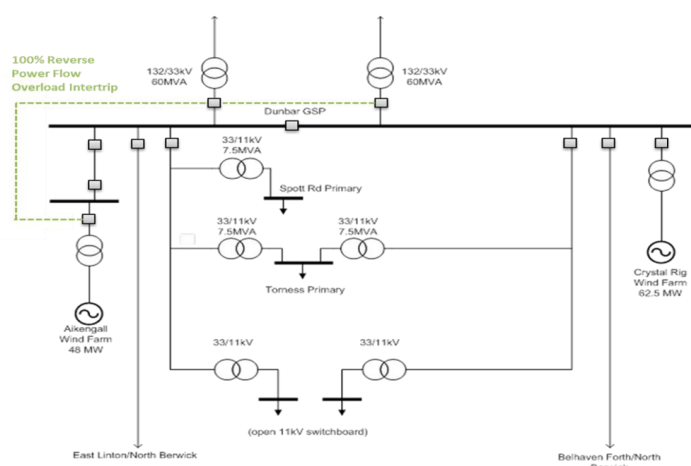 100% Reverse
Power Flow
Overload Intertrip
132/33kV
60MVA
132/33kV
60MVA
Dunbar GSP
33/11kV
7.5MVA
Spott Rd Primary
33/11kV
7.5MVA
33/11kV
7.5MVA
Torness Primary
Crystal Rig
Wind Farm
62.5 MW
Aikengall
Wind Farm
48 MW
33/11kV
33/11kV
(open 11kV switchboard)
East Linton/North Berwick
Belhaven Forth/North